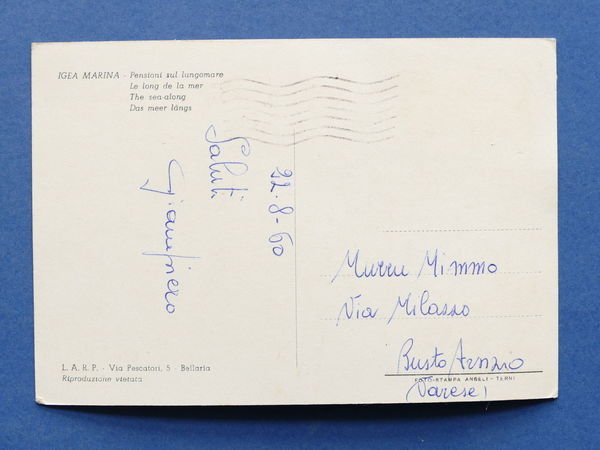 IGEA MARINA - Pensioni sul lungomare
Le long de la mer
The sea-along
Das meer längs
22-8-60
Saluti
Gianpiero
Murru Mimmo
Via Milazzo
Busto Arsizio
(Varese)
L. A. R. P. - Via Pescatori, 5 - Bellaria
Riproduzione vietata
FOTO-STAMPA ANGELI - TERNI